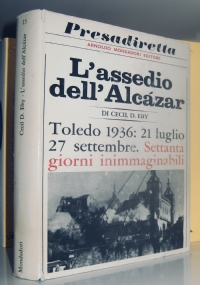 Presadiretta
ARNOLDO MONDADORI EDITORE
L'assedio
dell'Alcázar
DI CECIL D. EBY
Toledo 1936: 21 luglio
27 settembre. Settanta
giorni inimmaginabili
Cecil D. Eby - L'assedio dell'Alcázar
Mondadori